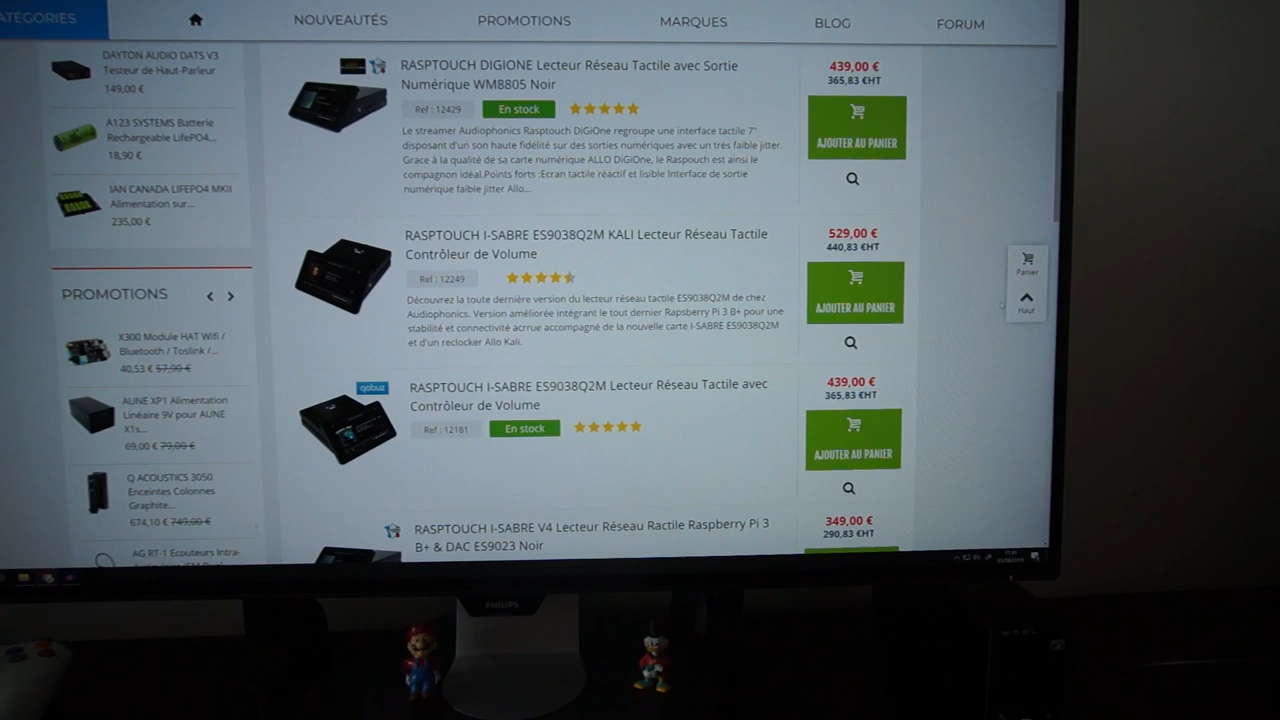 ATÉGORIES
NOUVEAUTÉS
PROMOTIONS
MARQUES
BLOG
FORUM
DAYTON AUDIO DATS V3
Testeur de Haut-Parleur
149,00 €
A123 SYSTEMS Batterie
Rechargeable LifePO4...
18,90 €
IAN CANADA LIFEPO4 MKII
Alimentation sur...
235,00 €
PROMOTIONS
X300 Module HAT Wifi /
Bluetooth / Toslink /...
40,53 € 57,90 €
AUNE XP1 Alimentation
Linéaire 9V pour AUNE
X1s...
69,00 € 79,00 €
Q ACOUSTICS 3050
Enceintes Colonnes
Graphite...
674,10 € 749,00 €
AG RT-1 Ecouteurs Intra-
RASPTOUCH DIGIONE Lecteur Réseau Tactile avec Sortie
Numérique WM8805 Noir
Ref : 12429
En stock
Le streamer Audiophonics Rasptouch DiGiOne regroupe une interface tactile 7"
disposant d'un son haute fidélité sur des sorties numériques avec un très faible jitter.
Grace à la qualité de sa carte numérique ALLO DiGiOne, le Raspouch est ainsi le
compagnon idéal.Points forts :Ecran tactile réactif et lisible Interface de sortie
numérique faible jitter Allo...
439,00 €
365,83 €HT
AJOUTER AU PANIER
RASPTOUCH I-SABRE ES9038Q2M KALI Lecteur Réseau Tactile
Contrôleur de Volume
Ref : 12249
Découvrez la toute dernière version du lecteur réseau tactile ES9038Q2M de chez
Audiophonics. Version améliorée intégrant le tout dernier Rapsberry Pi 3 B+ pour une
stabilité et connectivité accrue accompagné de la nouvelle carte I-SABRE ES9038Q2M
et d'un reclocker Allo Kali.
529,00 €
440,83 €HT
AJOUTER AU PANIER
qobuz
RASPTOUCH I-SABRE ES9038Q2M Lecteur Réseau Tactile avec
Contrôleur de Volume
Ref : 12181
En stock
439,00 €
365,83 €HT
AJOUTER AU PANIER
RASPTOUCH I-SABRE V4 Lecteur Réseau Ractile Raspberry Pi 3
B+ & DAC ES9023 Noir
349,00 €
290,83 €HT
Panier
Haut
PHILIPS